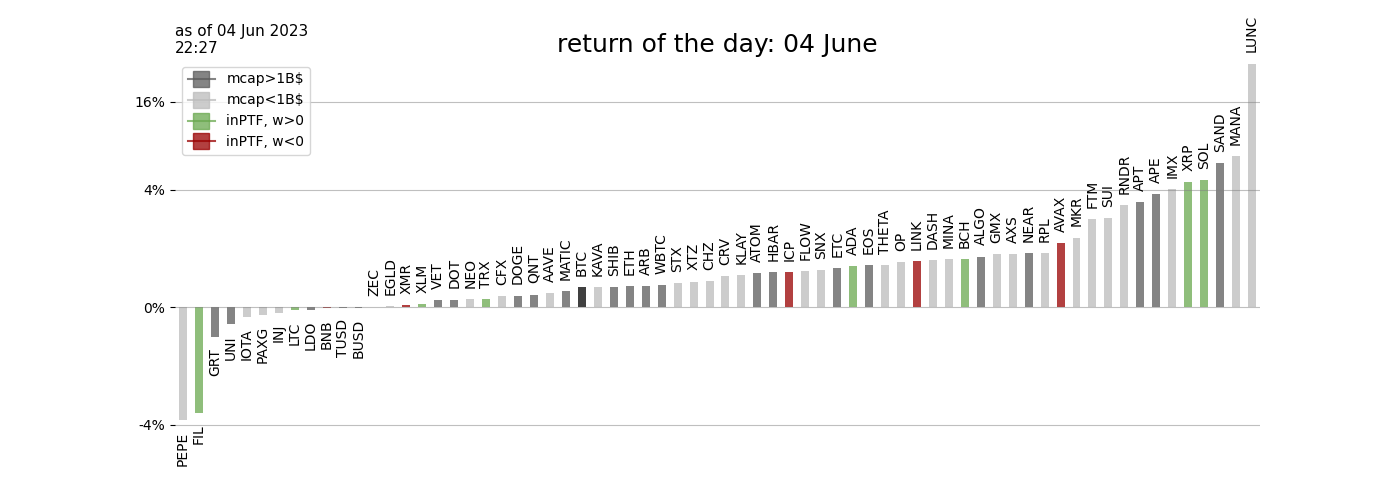 as of 04 Jun 2023
22:27
return of the day: 04 June
mcap>1B$
mcap<1B$
inPTF, w>0
inPTF, w<0
16%
4%
0%
-4%
PEPE
FIL
GRT
UNI
IOTA
PAXG
INJ
LTC
LDO
BNB
TUSD
BUSD
ZEC
EGLD
XMR
XLM
VET
DOT
NEO
TRX
CFX
DOGE
QNT
AAVE
MATIC
BTC
KAVA
SHIB
ETH
ARB
WBTC
STX
XTZ
CHZ
CRV
KLAY
ATOM
HBAR
ICP
FLOW
SNX
ETC
ADA
EOS
THETA
OP
LINK
DASH
MINA
BCH
ALGO
GMX
AXS
NEAR
RPL
AVAX
MKR
FTM
SUI
RNDR
APT
APE
IMX
XRP
SOL
SAND
MANA
LUNC